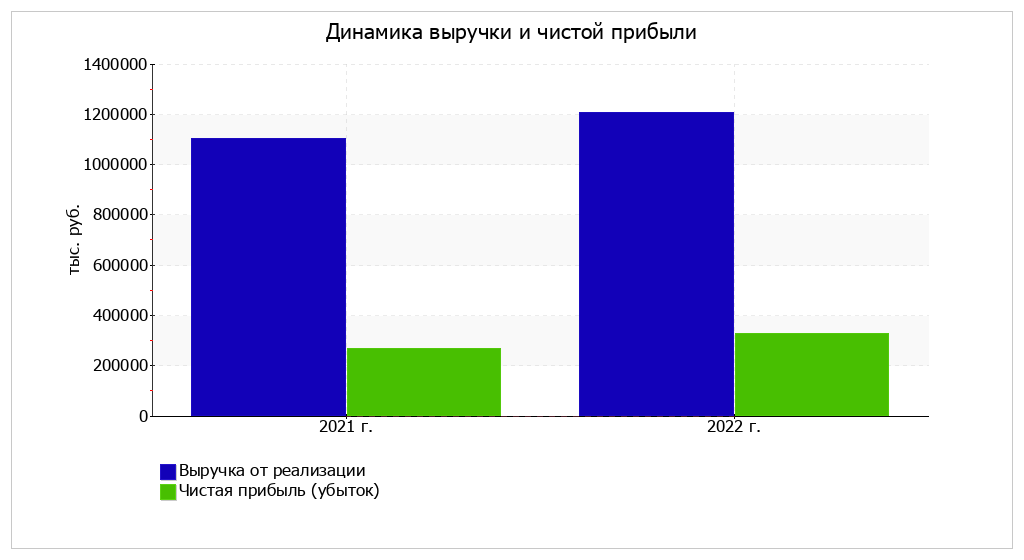 Динамика выручки и чистой прибыли
1400000
1200000
1000000
800000
600000
400000
200000
0
тыс. руб.
2021 г.
2022 г.
Выручка от реализации
Чистая прибыль (убыток)